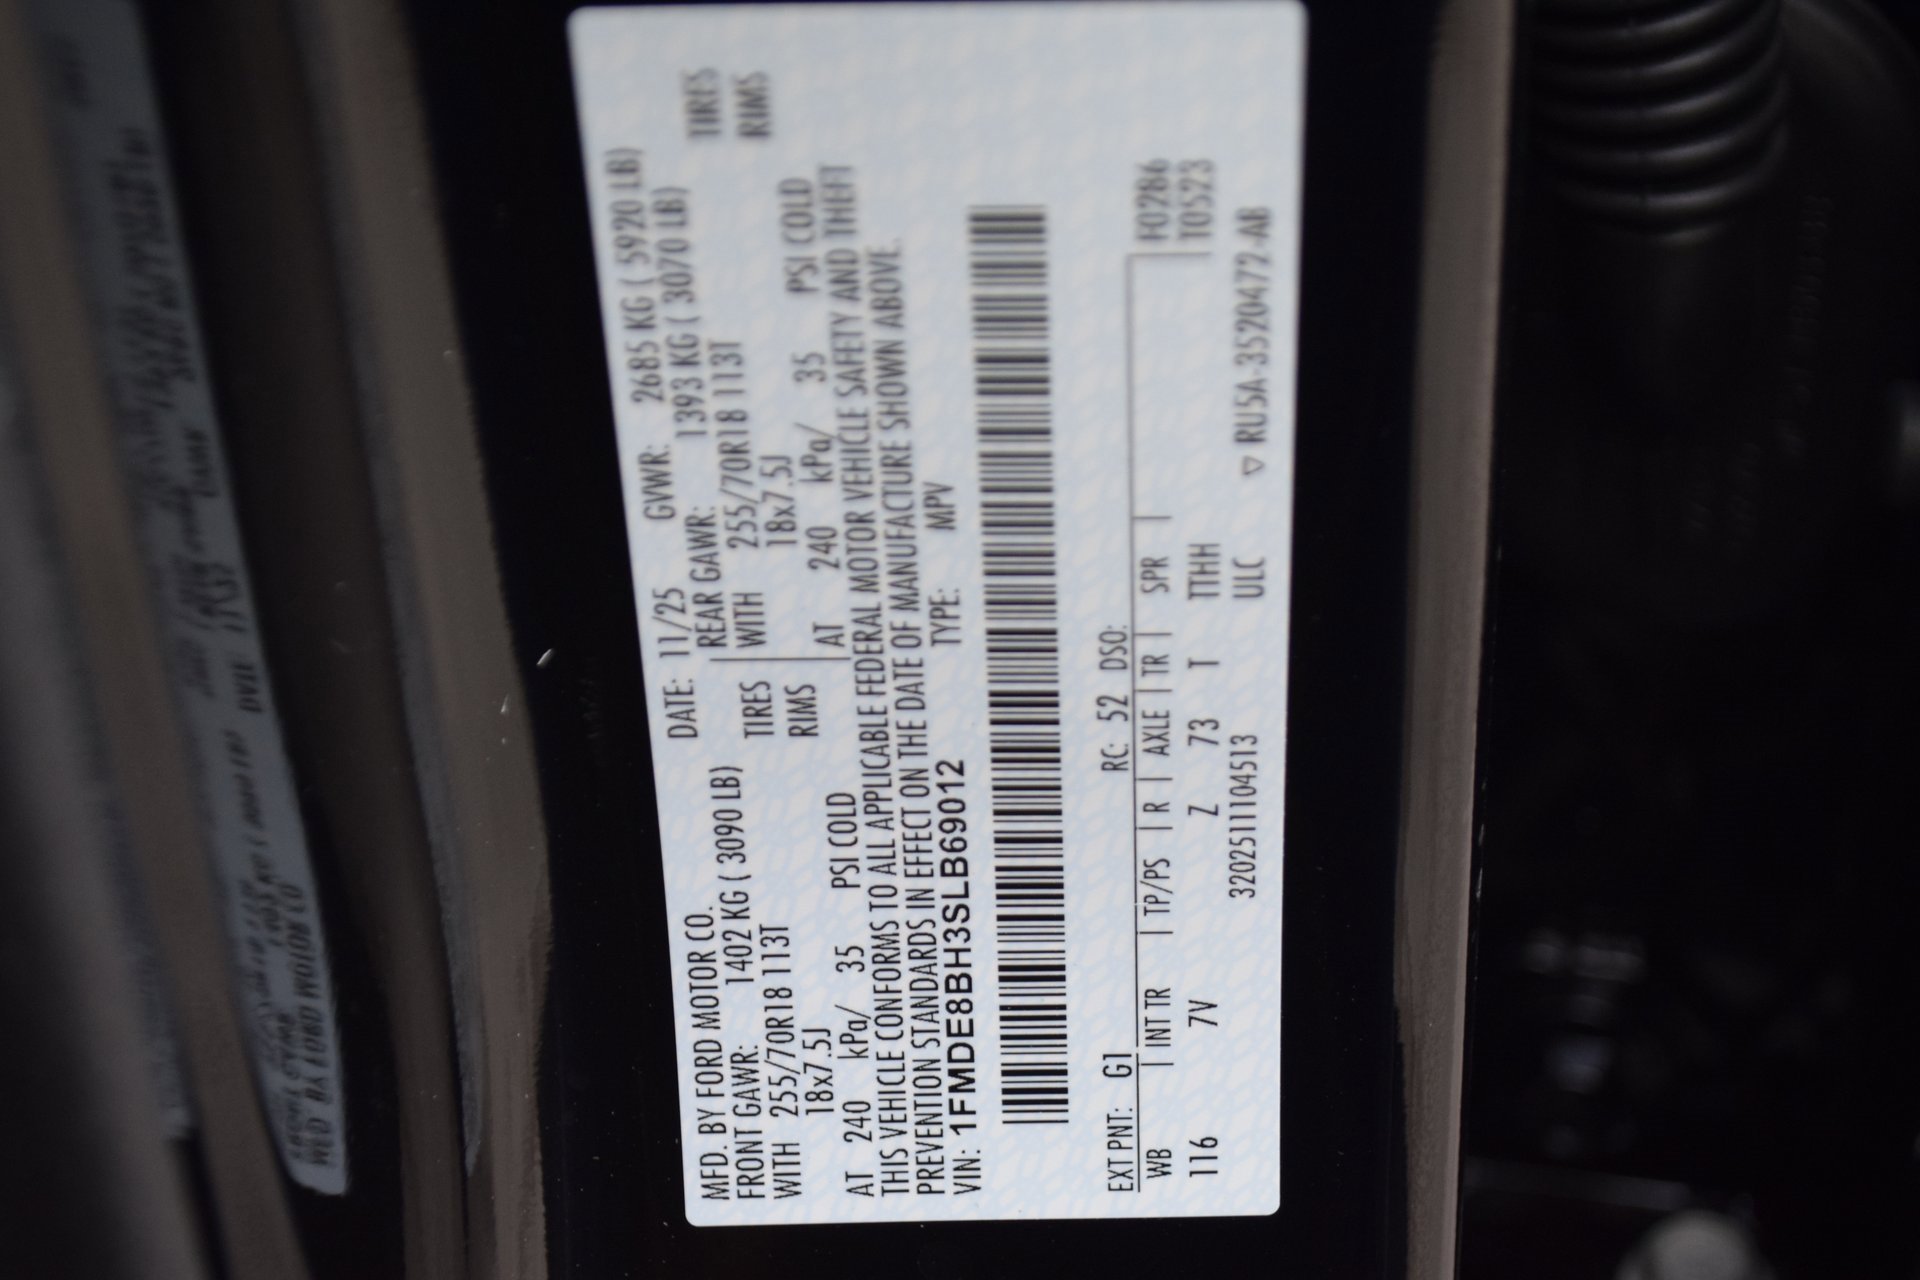 MFD. BY FORD MOTOR CO.
DATE: 11/25 GVWR: 2685 KG ( 5920 LB)
FRONT GAWR: 1402 KG ( 3090 LB) REAR GAWR: 1393 KG ( 3070 LB)
WITH 255/70R18 113T TIRES WITH 255/70R18 113T TIRES
18x7.5J RIMS 18x7.5J RIMS
AT 240 kPa/ 35 PSI COLD AT 240 kPa/ 35 PSI COLD
THIS VEHICLE CONFORMS TO ALL APPLICABLE FEDERAL MOTOR VEHICLE SAFETY AND THEFT
PREVENTION STANDARDS IN EFFECT ON THE DATE OF MANUFACTURE SHOWN ABOVE.
VIN: 1FMDE8BH3SLB69012 TYPE: MPV
EXT PNT: G1 RC: 52 DSO: F0286
WB INT TR TP/PS R AXLE TR SPR T0523
116 7V Z 73 T TTHH
32025111104513 ULC ▽ RU5A-3520472-AB